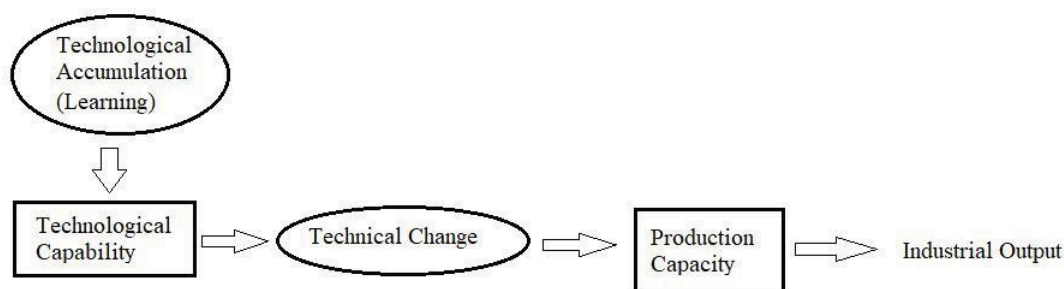 Technological
Accumulation
(Learning)
Technological
Capability
Technical Change
Production
Capacity
Industrial Output